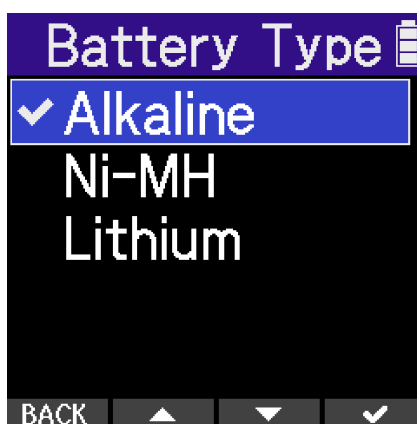 Battery Type
Alkaline
Ni-MH
Lithium
BACK